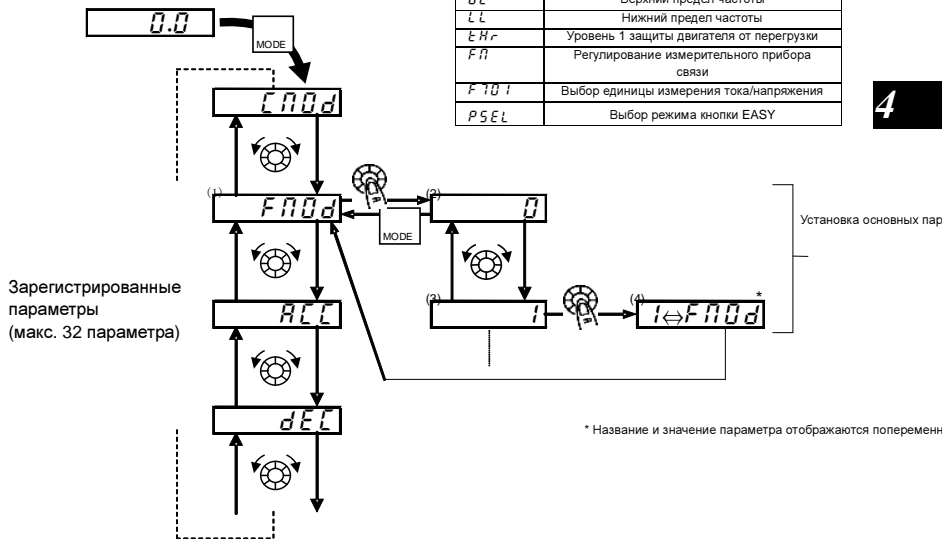 0.0
MODE
UL Верхний предел частоты
LL Нижний предел частоты
tHr Уровень 1 защиты двигателя от перегрузки
FM Регулирование измерительного прибора
связи
F701 Выбор единицы измерения тока/напряжения
PSEL Выбор режима кнопки EASY
4
CMOd
(1)
FMOd
MODE
(2)
0
Установка основных пар
Зарегистрированные
параметры
(макс. 32 параметра)
ACC
(3)
1
(4)
1⇔FMOd
*
dEC
* Название и значение параметра отображаются попеременн